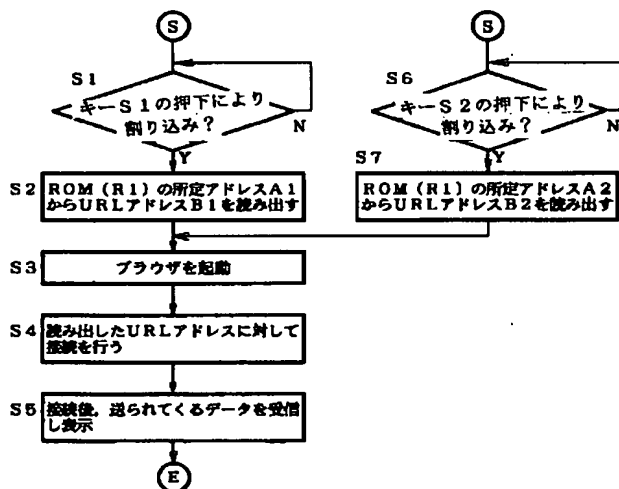 S
S1
キーS1の押下により
割り込み?
N
Y
S2
ROM(R1)の所定アドレスA1
からURLアドレスB1を読み出す
S
S6
キーS2の押下により
割り込み?
N
Y
S7
ROM(R1)の所定アドレスA2
からURLアドレスB2を読み出す
S3
ブラウザを起動
S4
読み出したURLアドレスに対して
接続を行う
S5
接続後,送られてくるデータを受信
し表示
E